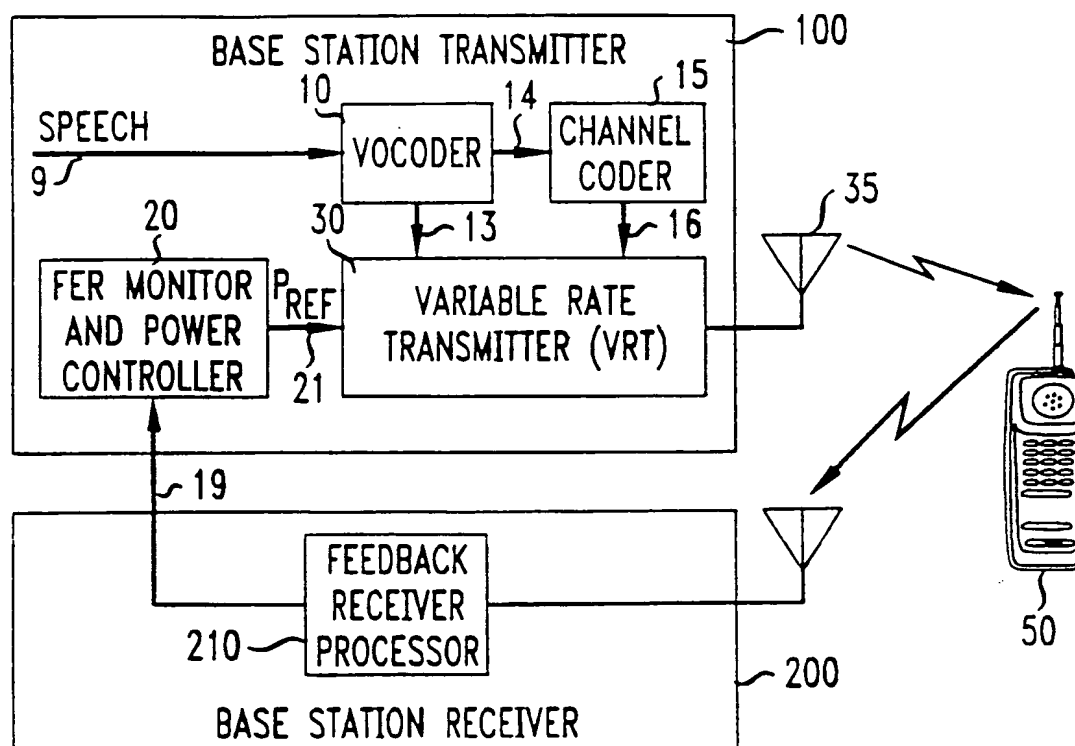 100
BASE STATION TRANSMITTER
10
14
15
SPEECH
9
VOCODER
CHANNEL
CODER
13
16
35
20
30
FER MONITOR
AND POWER
CONTROLLER
PREF
21
VARIABLE RATE
TRANSMITTER (VRT)
19
50
FEEDBACK
RECEIVER
PROCESSOR
210
200
BASE STATION RECEIVER